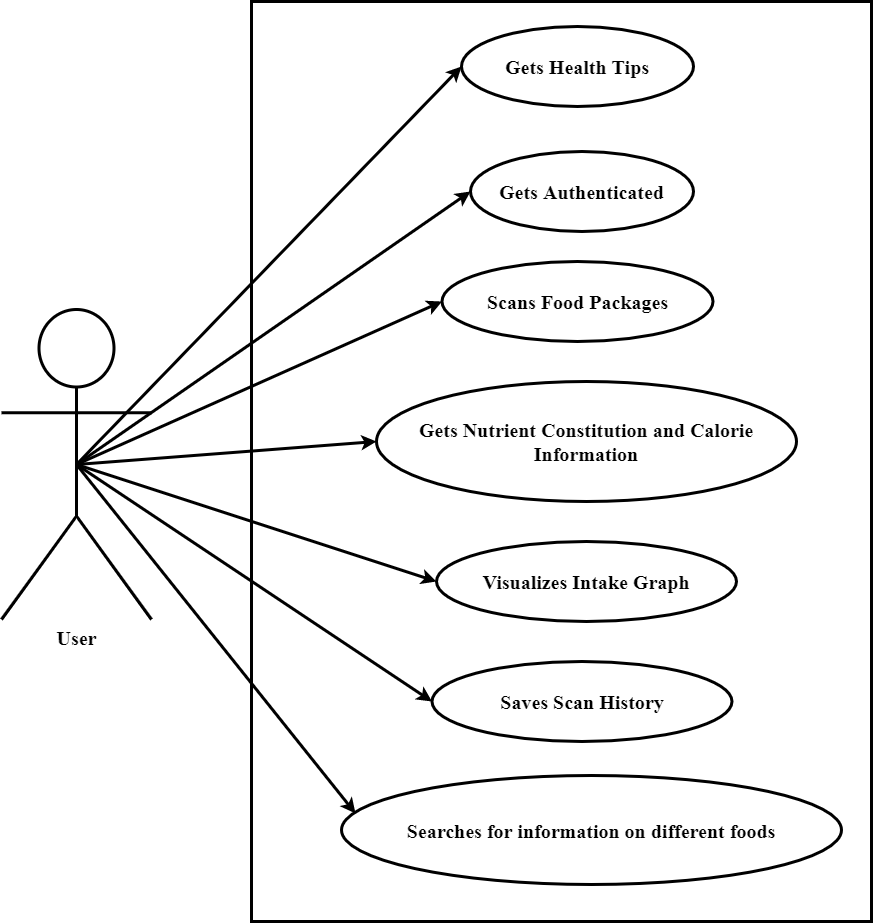 Gets Health Tips
Gets Authenticated
Scans Food Packages
Gets Nutrient Constitution and Calorie
Information
Visualizes Intake Graph
User
Saves Scan History
Searches for information on different foods